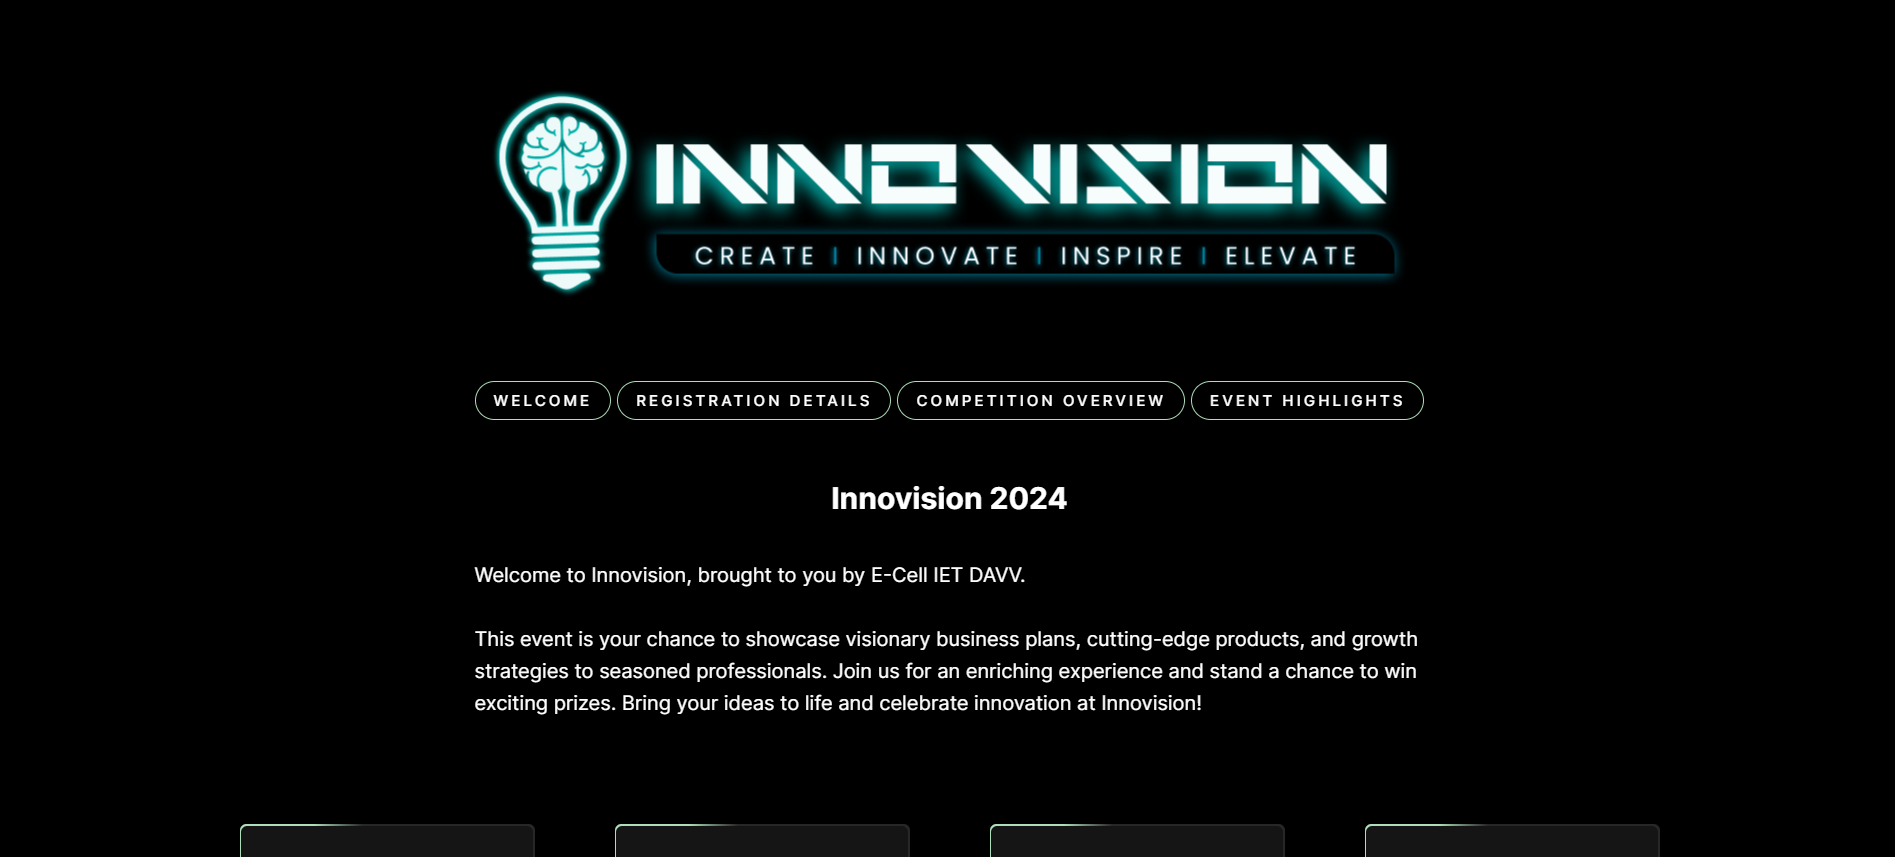 INNOVISION
CREATE | INNOVATE | INSPIRE | ELEVATE
WELCOME
REGISTRATION DETAILS
COMPETITION OVERVIEW
EVENT HIGHLIGHTS
Innovision 2024
Welcome to Innovision, brought to you by E-Cell IET DAVV.
This event is your chance to showcase visionary business plans, cutting-edge products, and growth
strategies to seasoned professionals. Join us for an enriching experience and stand a chance to win
exciting prizes. Bring your ideas to life and celebrate innovation at Innovision!